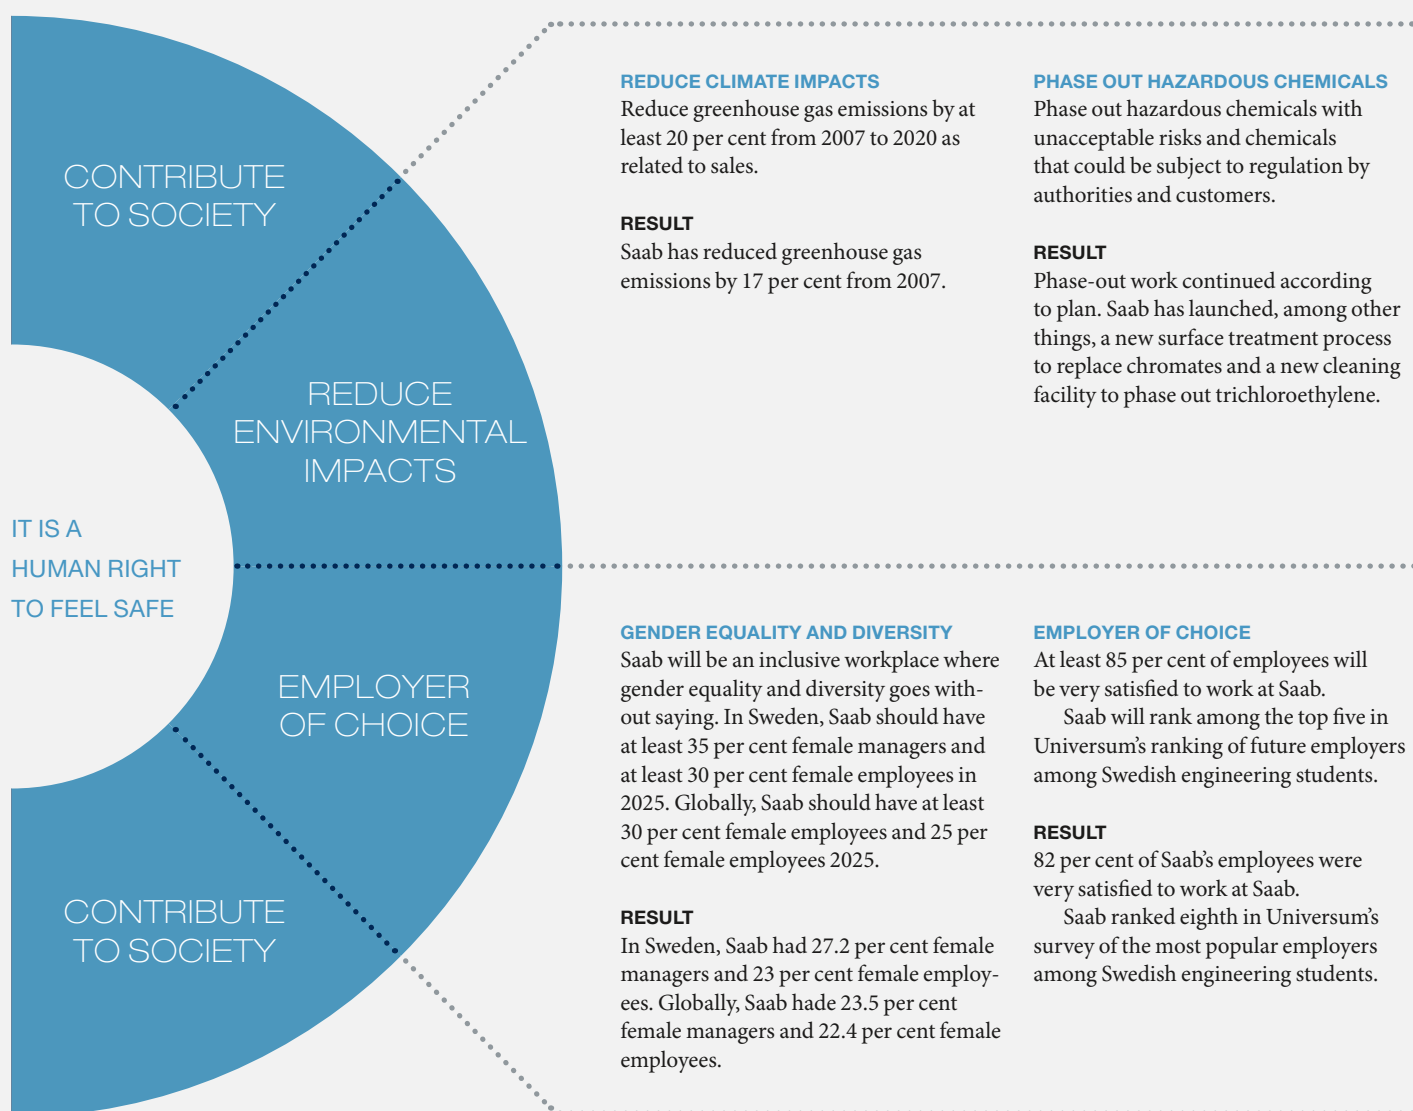 CONTRIBUTE
TO SOCIETY
REDUCE
ENVIRONMENTAL
IMPACTS
IT IS A
HUMAN RIGHT
TO FEEL SAFE
EMPLOYER
OF CHOICE
CONTRIBUTE
TO SOCIETY
REDUCE CLIMATE IMPACTS
Reduce greenhouse gas emissions by at
least 20 per cent from 2007 to 2020 as
related to sales.
RESULT
Saab has reduced greenhouse gas
emissions by 17 per cent from 2007.
PHASE OUT HAZARDOUS CHEMICALS
Phase out hazardous chemicals with
unacceptable risks and chemicals
that could be subject to regulation by
authorities and customers.
RESULT
Phase-out work continued according
to plan. Saab has launched, among other
things, a new surface treatment process
to replace chromates and a new cleaning
facility to phase out trichloroethylene.
GENDER EQUALITY AND DIVERSITY
Saab will be an inclusive workplace where
gender equality and diversity goes with-
out saying. In Sweden, Saab should have
at least 35 per cent female managers and
at least 30 per cent female employees in
2025. Globally, Saab should have at least
30 per cent female employees and 25 per
cent female employees 2025.
RESULT
In Sweden, Saab had 27.2 per cent female
managers and 23 per cent female employ-
ees. Globally, Saab hade 23.5 per cent
female managers and 22.4 per cent female
employees.
EMPLOYER OF CHOICE
At least 85 per cent of employees will
be very satisfied to work at Saab.
Saab will rank among the top five in
Universum's ranking of future employers
among Swedish engineering students.
RESULT
82 per cent of Saab's employees were
very satisfied to work at Saab.
Saab ranked eighth in Universum's
survey of the most popular employers
among Swedish engineering students.